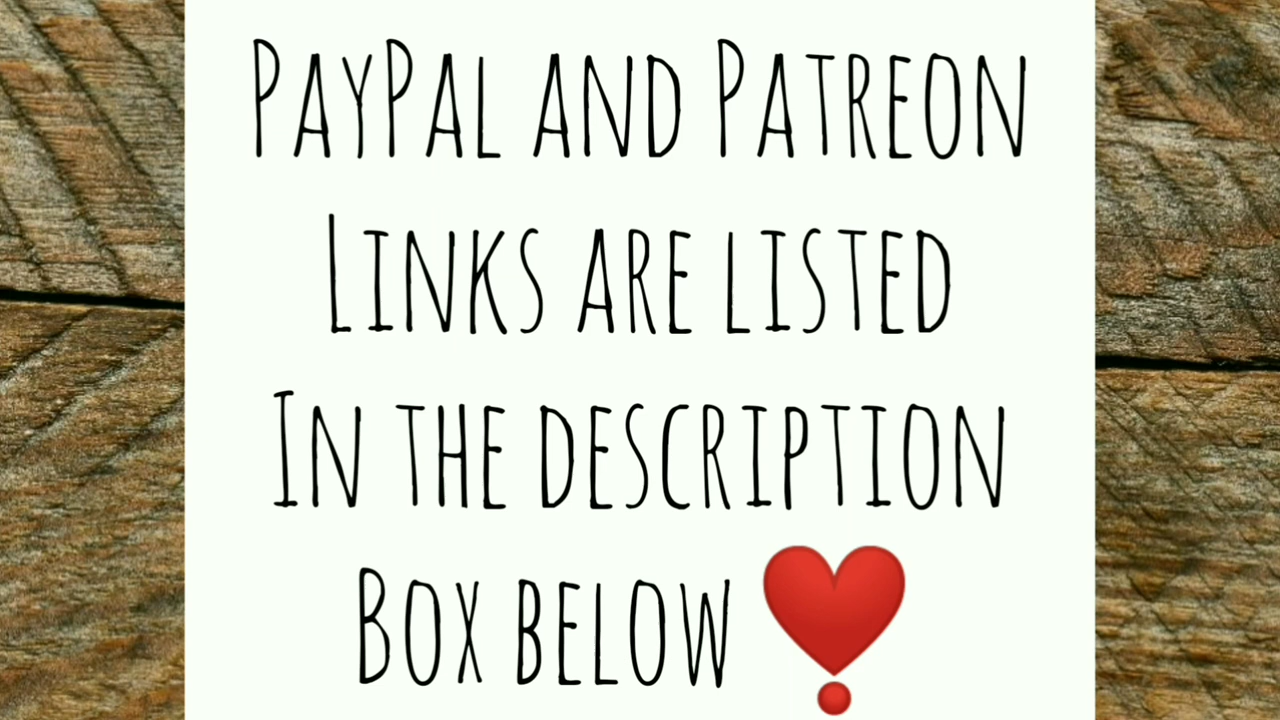 PayPal and Patreon
Links are listed
In the description
Box below ❣